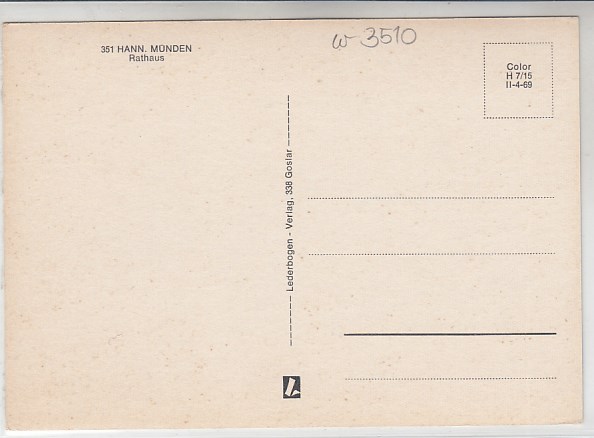 351 HANN. MÜNDEN
Rathaus
w-3510
Color
H 7/15
II-4-69
Lederbogen - Verlag, 338 Goslar